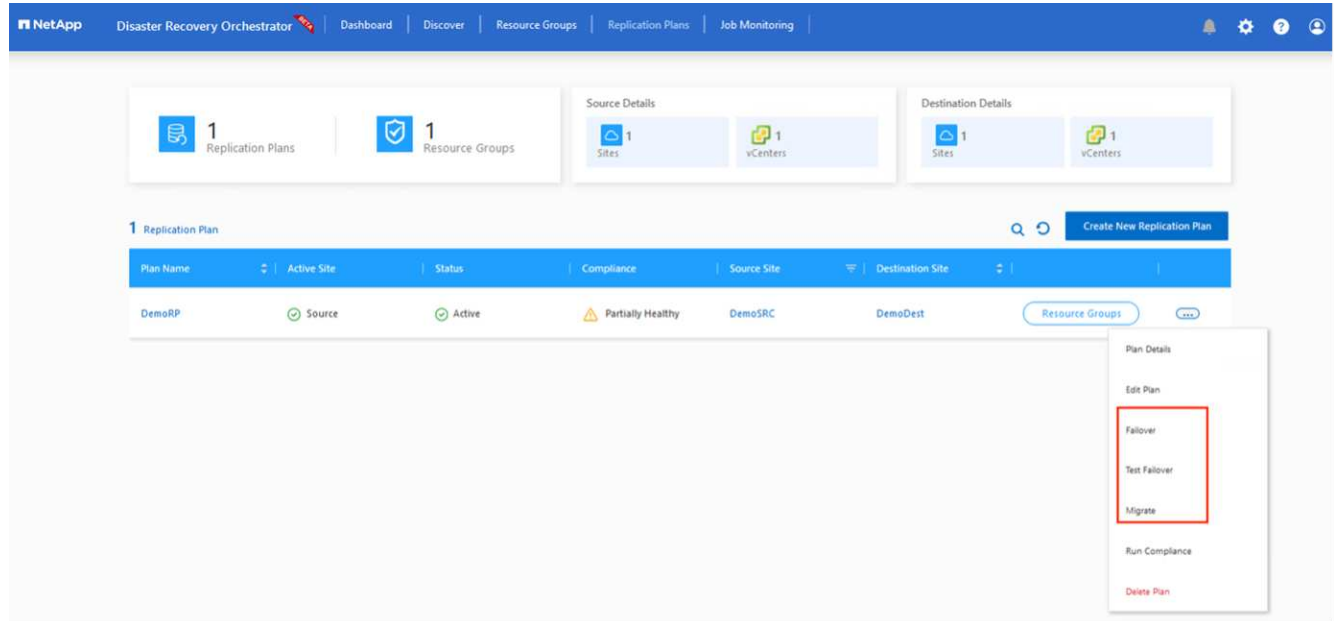 NetApp Disaster Recovery Orchestrator Dashboard Discover Resource Groups Replication Plans Job Monitoring
Source Details
Destination Details
1
Replication Plans
1
Resource Groups
1
Sites
1
vCenters
1
Sites
1
vCenters
1 Replication Plan
Create New Replication Plan
Plan Name Active Site Status Compliance Source Site Destination Site
DemoRP Source Active Partially Healthy DemoSRC DemoDest Resource Groups ...
Plan Details
Edit Plan
Failover
Test Failover
Migrate
Run Compliance
Delete Plan